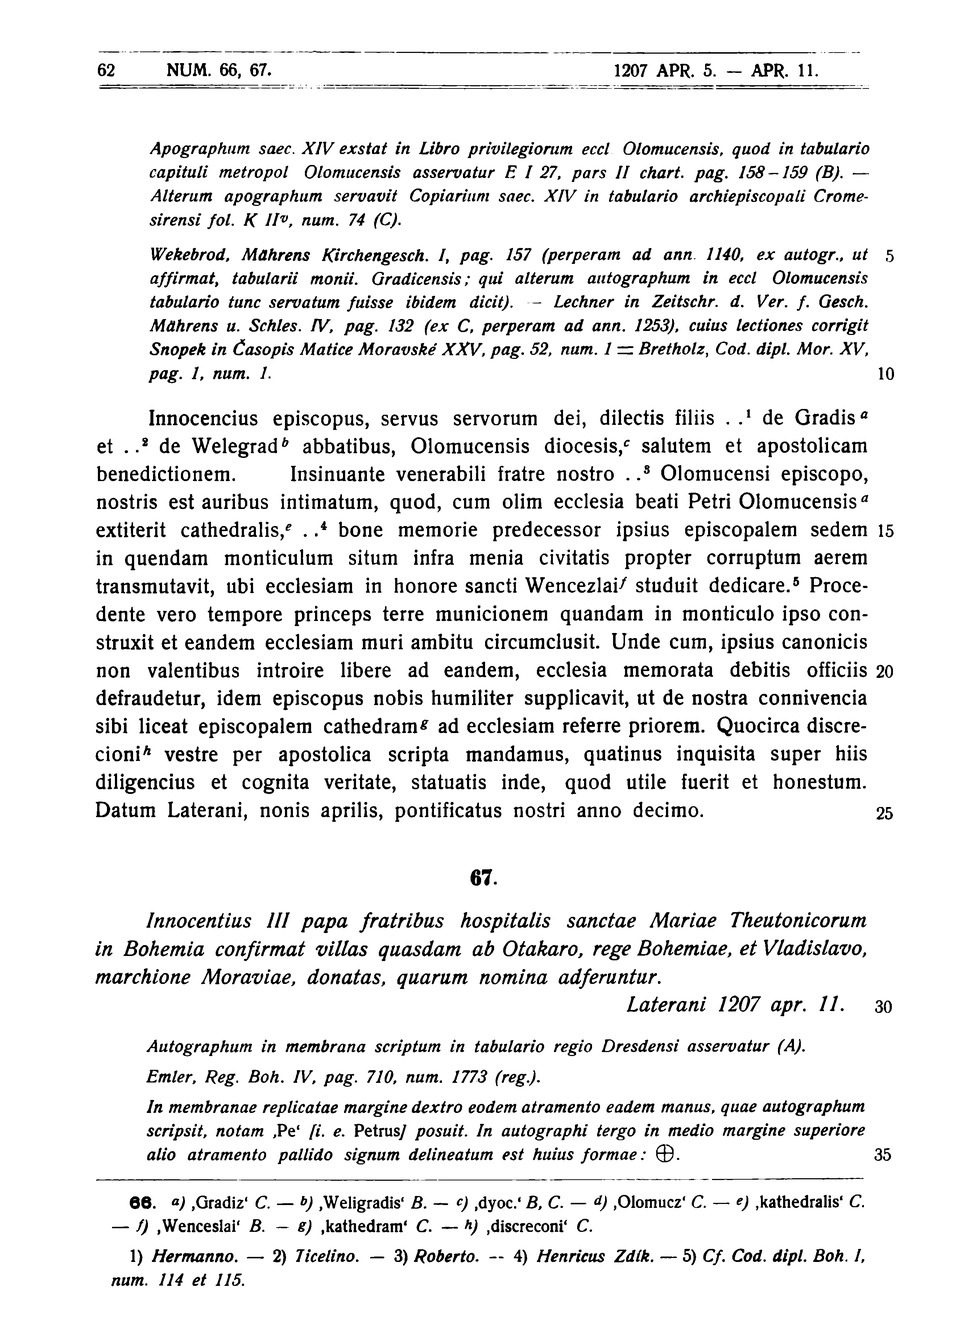 62 NUM. 66, 67. 1207 APR. 5. — APR. 11.
Apographum saec. XIV exstat in Libro privilegiorum eccl Olomucensis, quod in tabulario
capituli metropol Olomucensis asservatur E I 27, pars II chart. pag. 158–159 (B). —
Alterum apographum servavit Copiarium saec. XIV in tabulario archiepiscopali Crome-
sirensi fol. K IIv, num. 74 (C).
Wekebrod, Mährens Kirchengesch. I, pag. 157 (perperam ad ann. 1140, ex autogr., ut 5
affirmat, tabularii monii. Gradicensis; qui alterum autographum in eccl Olomucensis
tabulario tunc servatum fuisse ibidem dicit). — Lechner in Zeitschr. d. Ver. f. Gesch.
Mährens u. Schles. IV, pag. 132 (ex C, perperam ad ann. 1253), cuius lectiones corrigit
Snopek in Časopis Matice Moravské XXV, pag. 52, num. 1 = Bretholz, Cod. dipl. Mor. XV,
pag. 1, num. 1. 10
Innocencius episcopus, servus servorum dei, dilectis filiis . .¹ de Gradis ᵃ
et . .² de Welegrad ᵇ abbatibus, Olomucensis diocesis,ᶜ salutem et apostolicam
benedictionem. Insinuante venerabili fratre nostro . .³ Olomucensi episcopo,
nostris est auribus intimatum, quod, cum olim ecclesia beati Petri Olomucensis ᵃ
extiterit cathedralis,ᵉ . .⁴ bone memorie predecessor ipsius episcopalem sedem 15
in quendam monticulum situm infra menia civitatis propter corruptum aerem
transmutavit, ubi ecclesiam in honore sancti Wencezlaiᶠ studuit dedicare.⁵ Proce-
dente vero tempore princeps terre municionem quandam in monticulo ipso con-
struxit et eandem ecclesiam muri ambitu circumclusit. Unde cum, ipsius canonicis
non valentibus introire libere ad eandem, ecclesia memorata debitis officiis 20
defraudetur, idem episcopus nobis humiliter supplicavit, ut de nostra connivencia
sibi liceat episcopalem cathedramᵍ ad ecclesiam referre priorem. Quocirca discre-
cioniʰ vestre per apostolica scripta mandamus, quatinus inquisita super hiis
diligencius et cognita veritate, statuatis inde, quod utile fuerit et honestum.
Datum Laterani, nonis aprilis, pontificatus nostri anno decimo. 25
67.
Innocentius III papa fratribus hospitalis sanctae Mariae Theutonicorum
in Bohemia confirmat villas quasdam ab Otakaro, rege Bohemiae, et Vladislavo,
marchione Moraviae, donatas, quarum nomina adferuntur.
Laterani 1207 apr. 11. 30
Autographum in membrana scriptum in tabulario regio Dresdensi asservatur (A).
Emler, Reg. Boh. IV, pag. 710, num. 1773 (reg.).
In membranae replicatae margine dextro eodem atramento eadem manus, quae autographum
scripsit, notam ‚Pe‘ [i. e. Petrus] posuit. In autographi tergo in medio margine superiore
alio atramento pallido signum delineatum est huius formae: ⊕. 35
66. a) ‚Gradiz‘ C. — b) ‚Weligradis‘ B. — c) ‚dyoc.‘ B, C. — d) ‚Olomucz‘ C. — e) ‚kathedralis‘ C.
— f) ‚Wenceslai‘ B. — g) ‚kathedram‘ C. — h) ‚discreconi‘ C.
1) Hermanno. — 2) Ticelino. — 3) Roberto. -- 4) Henricus Zdík. — 5) Cf. Cod. dipl. Boh. I,
num. 114 et 115.